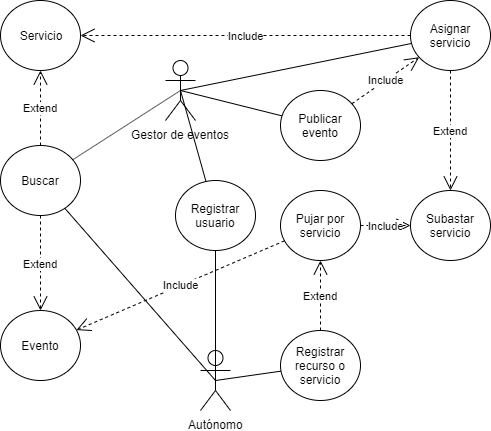 Servicio
Include
Asignar
servicio
Include
Extend
Publicar
evento
Gestor de eventos
Extend
Buscar
Registrar
usuario
Pujar por
servicio
Include
Subastar
servicio
Extend
Include
Extend
Evento
Registrar
recurso o
servicio
Autónomo